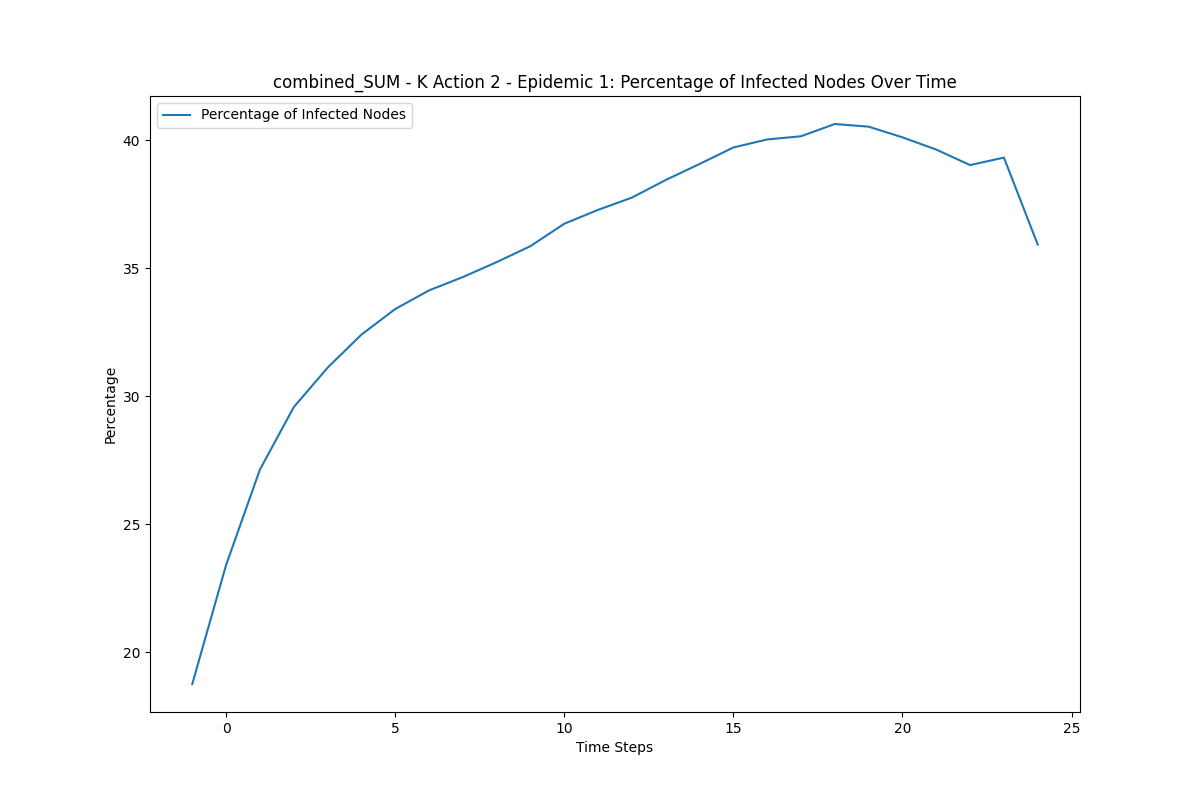 combined_SUM - K Action 2 - Epidemic 1: Percentage of Infected Nodes Over Time
Percentage of Infected Nodes
40
35
30
25
20
Percentage
0 5 10 15 20 25
Time Steps